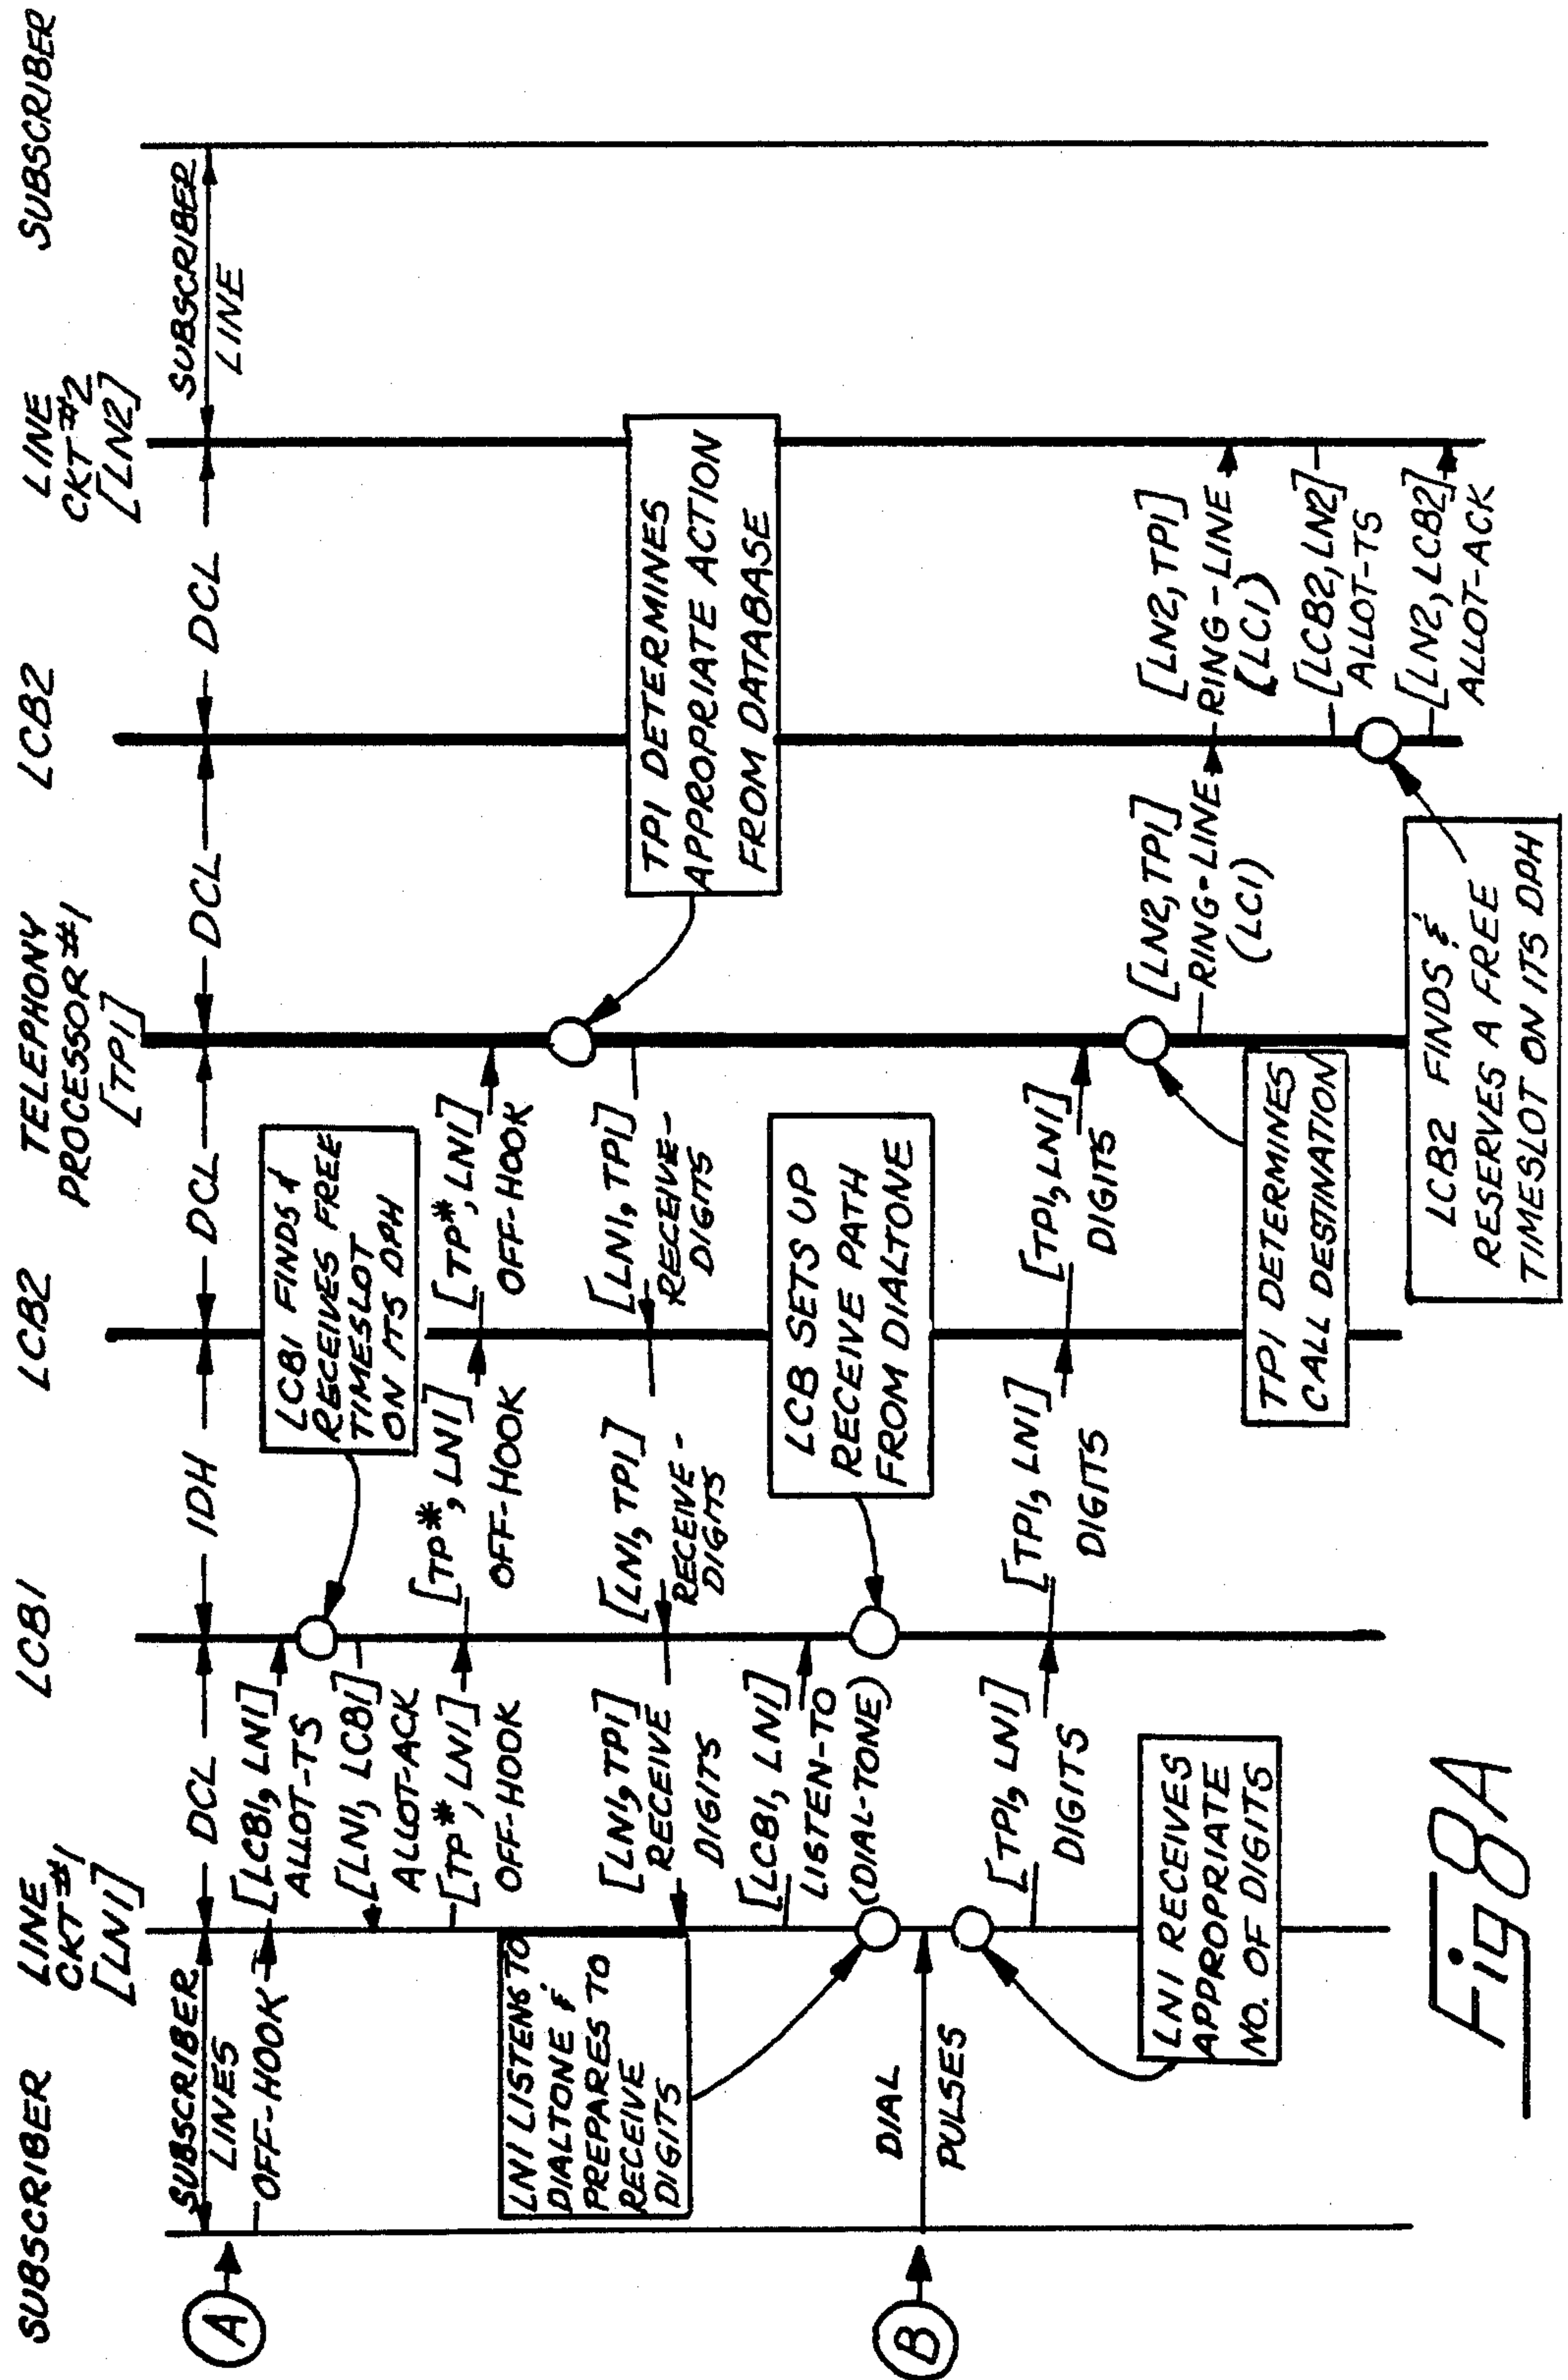 SUBSCRIBER
LINE
CKT #1
[LN1]
LCB1
LCB2
TELEPHONY
PROCESSOR #1
[TP1]
LCB2
LINE
CKT #2
[LN2]
SUBSCRIBER
A
SUBSCRIBER
LINES
DCL
IDH
DCL
DCL
DCL
SUBSCRIBER
LINE
OFF-HOOK
[LCB1, LN1]
ALLOT-TS
LCB1 FINDS &
RECEIVES FREE
TIMESLOT
ON ITS DPH
[LN1, LCB1]
ALLOT-ACK
[TP*, LN1]
OFF-HOOK
[TP*, LN1]
OFF-HOOK
[TP*, LN1]
OFF-HOOK
TP1 DETERMINES
APPROPRIATE ACTION
FROM DATABASE
[LN1, TP1]
RECEIVE-
DIGITS
[LN1, TP1]
RECEIVE-
DIGITS
[LN1, TP1]
RECEIVE
DIGITS
LN1 LISTENS TO
DIALTONE &
PREPARES TO
RECEIVE
DIGITS
[LCB1, LN1]
LISTEN-TO
(DIAL-TONE)
LCB SETS UP
RECEIVE PATH
FROM DIALTONE
B
DIAL
PULSES
LN1 RECEIVES
APPROPRIATE
NO. OF DIGITS
[TP1, LN1]
DIGITS
[TP1, LN1]
DIGITS
[TP1, LN1]
DIGITS
TP1 DETERMINES
CALL DESTINATION
[LN2, TP1]
RING-LINE
(LC1)
[LN2, TP1]
RING-LINE
(LC1)
[LCB2, LN2]
ALLOT-TS
LCB2 FINDS &
RESERVES A FREE
TIMESLOT ON ITS DPH
[LN2, LCB2]
ALLOT-ACK
Fig 8A